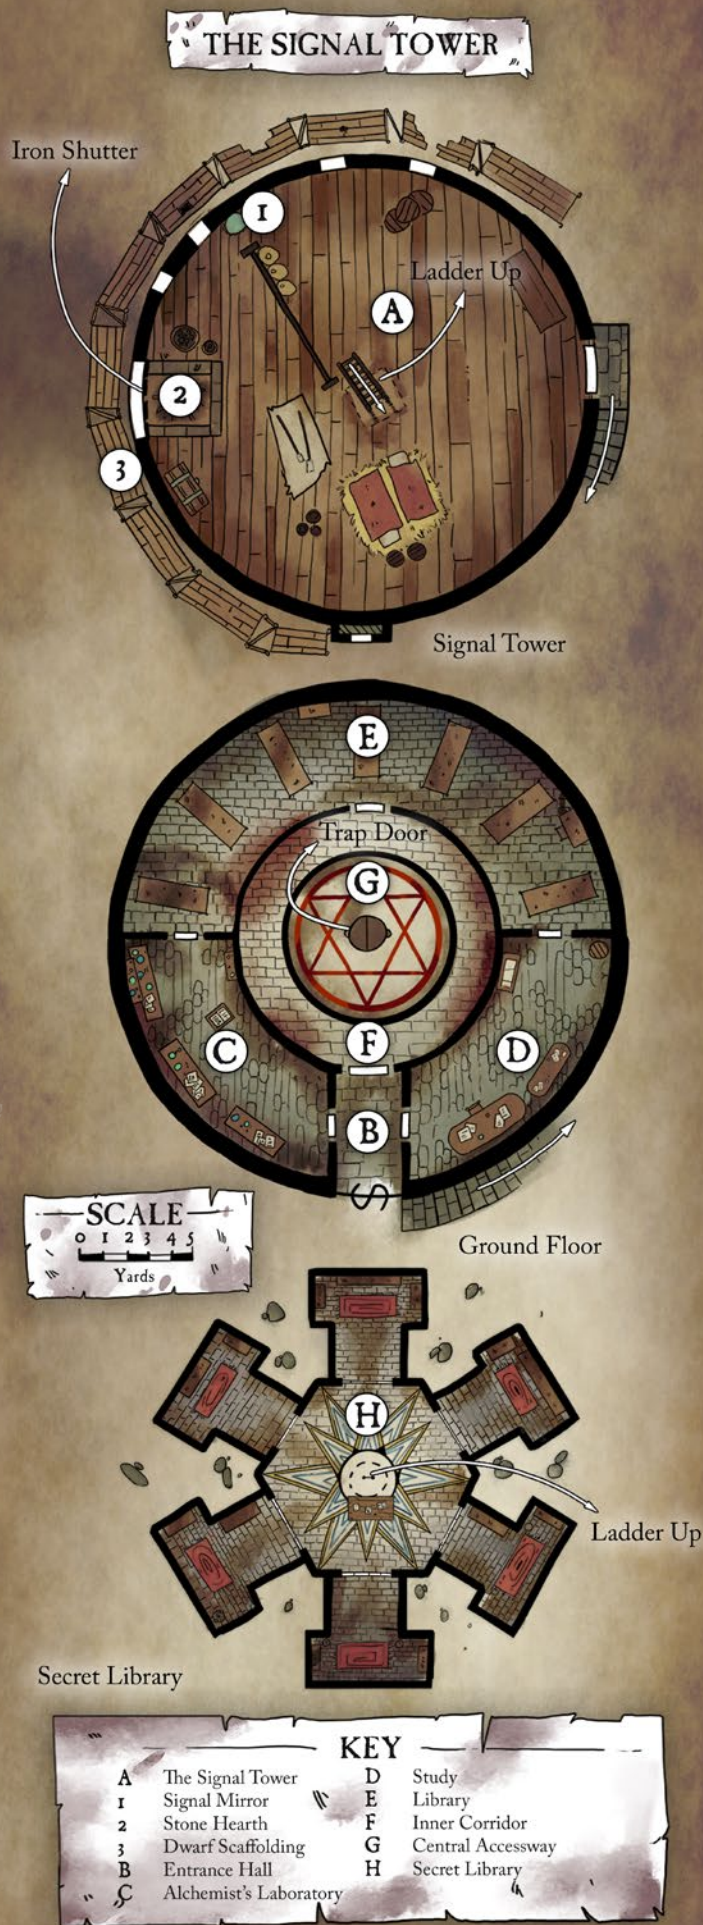 THE SIGNAL TOWER
Iron Shutter
1
Ladder Up
A
2
3
Signal Tower
E
Trap Door
G
F
C
D
B
S
SCALE
0 1 2 3 4 5
Yards
Ground Floor
H
Ladder Up
Secret Library
KEY
A The Signal Tower
1 Signal Mirror
2 Stone Hearth
3 Dwarf Scaffolding
B Entrance Hall
C Alchemist's Laboratory
D Study
E Library
F Inner Corridor
G Central Accessway
H Secret Library